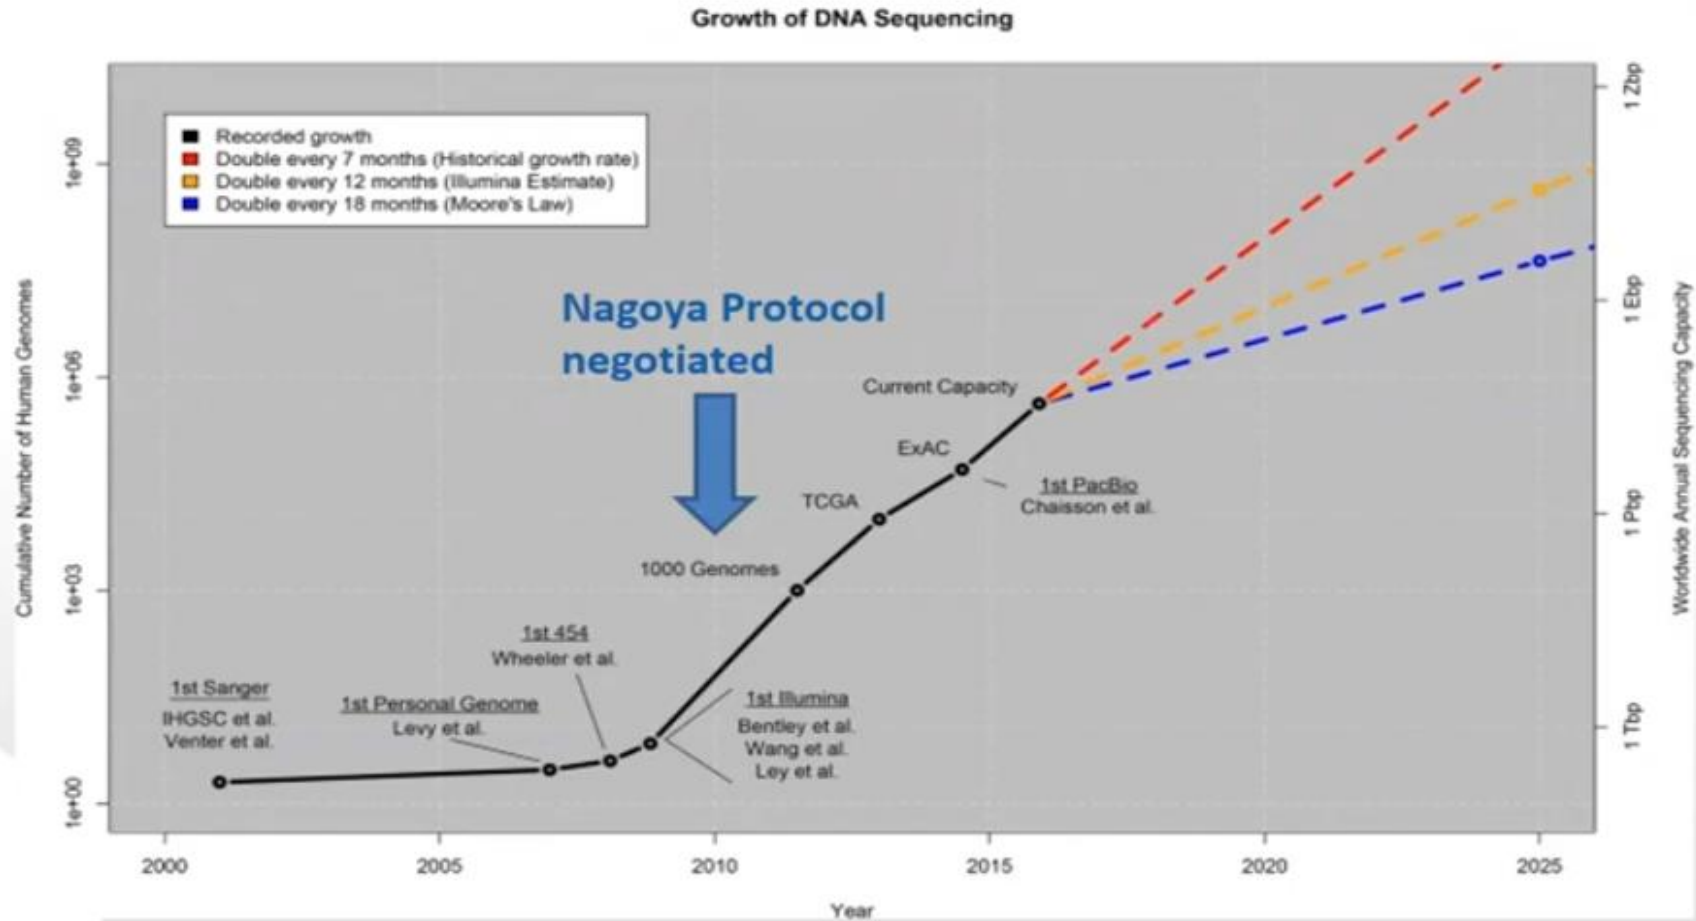 Growth of DNA Sequencing
Recorded growth
Double every 7 months (Historical growth rate)
Double every 12 months (Illumina Estimate)
Double every 18 months (Moore's Law)
Nagoya Protocol
negotiated
Current Capacity
ExAC
1st PacBio
Chaisson et al.
TCGA
1000 Genomes
1st 454
Wheeler et al.
1st Sanger
IHGSC et al.
Venter et al.
1st Personal Genome
Levy et al.
1st Illumina
Bentley et al.
Wang et al.
Ley et al.
Cumulative Number of Human Genomes
1e+09
1e+06
1e+03
1e+00
Worldwide Annual Sequencing Capacity
1 Zbp
1 Ebp
1 Pbp
1 Tbp
2000 2005 2010 2015 2020 2025
Year